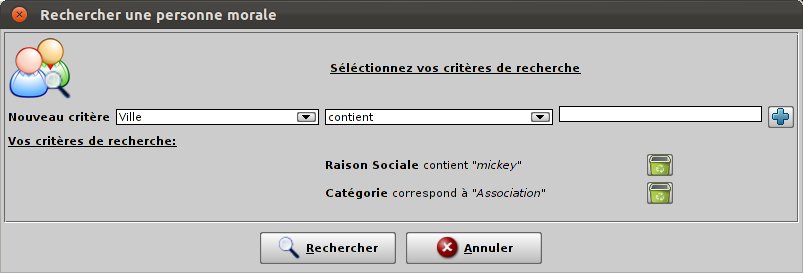 Rechercher une personne morale
Séléctionnez vos critères de recherche
Nouveau critère Ville contient
Vos critères de recherche:
Raison Sociale contient "mickey"
Catégorie correspond à "Association"
Rechercher Annuler